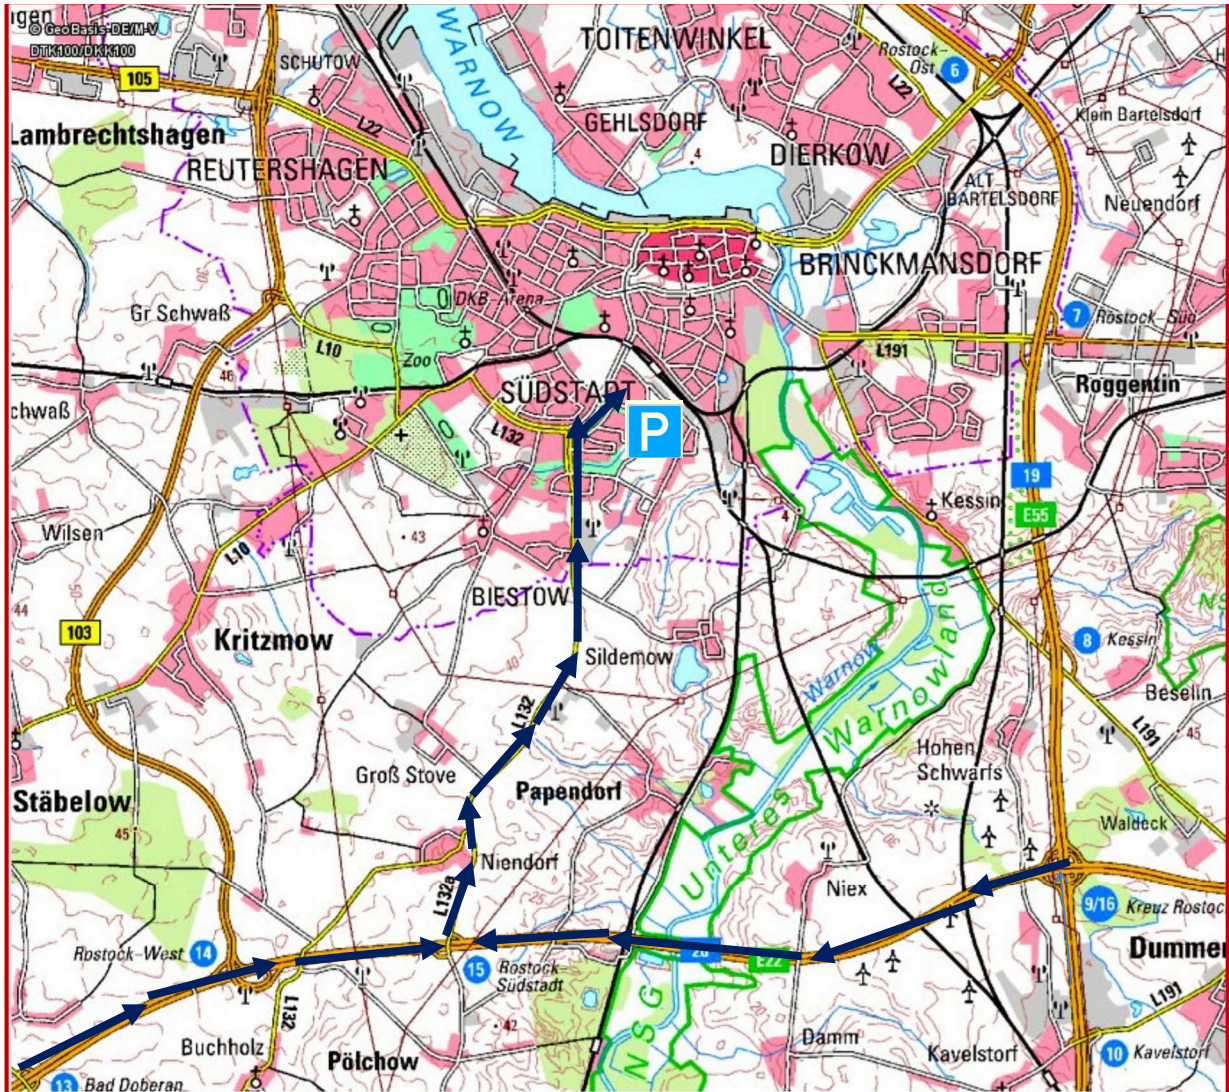 igen
© GeoBasis-DE/M-V
DTK100/DKK100
WARNOW
TOITENWINKEL
Rostock-
Ost
6
SCHUTOW
105
L22
L22
GEHLSDORF
Klein Bartelsdorf
Lambrechtshagen
REUTERSHAGEN
4
DIERKOW
ALT
BARTELSDORF
Neuendorf
30
BRINCKMANSDORF
DKB-Arena
Gr Schwaß
7
Rostock-Süd
L10
Zoo
L191
46
SÜDSTADT
Roggentin
chwaß
L132
P
19
E55
Kessin
4
Wilsen
43
L10
BIESTOW
44
103
Kritzmow
Sildemow
40
8
Kessin
Warnow
Warnowland
Beselin
L132
L191
45
Hohen
Schwarfs
Groß Stove
Papendorf
Stäbelow
45
Waldeck
Niendorf
Unteres
L132a
Niex
9/16
Kreuz Rostoc
Rostock-West
14
Dummer
15
Rostock-
Südstadt
20
E22
NSG
L132
L191
42
Damm
Buchholz
Pölchow
Kavelstorf
10
Kavelstorf
13
Bad Doberan